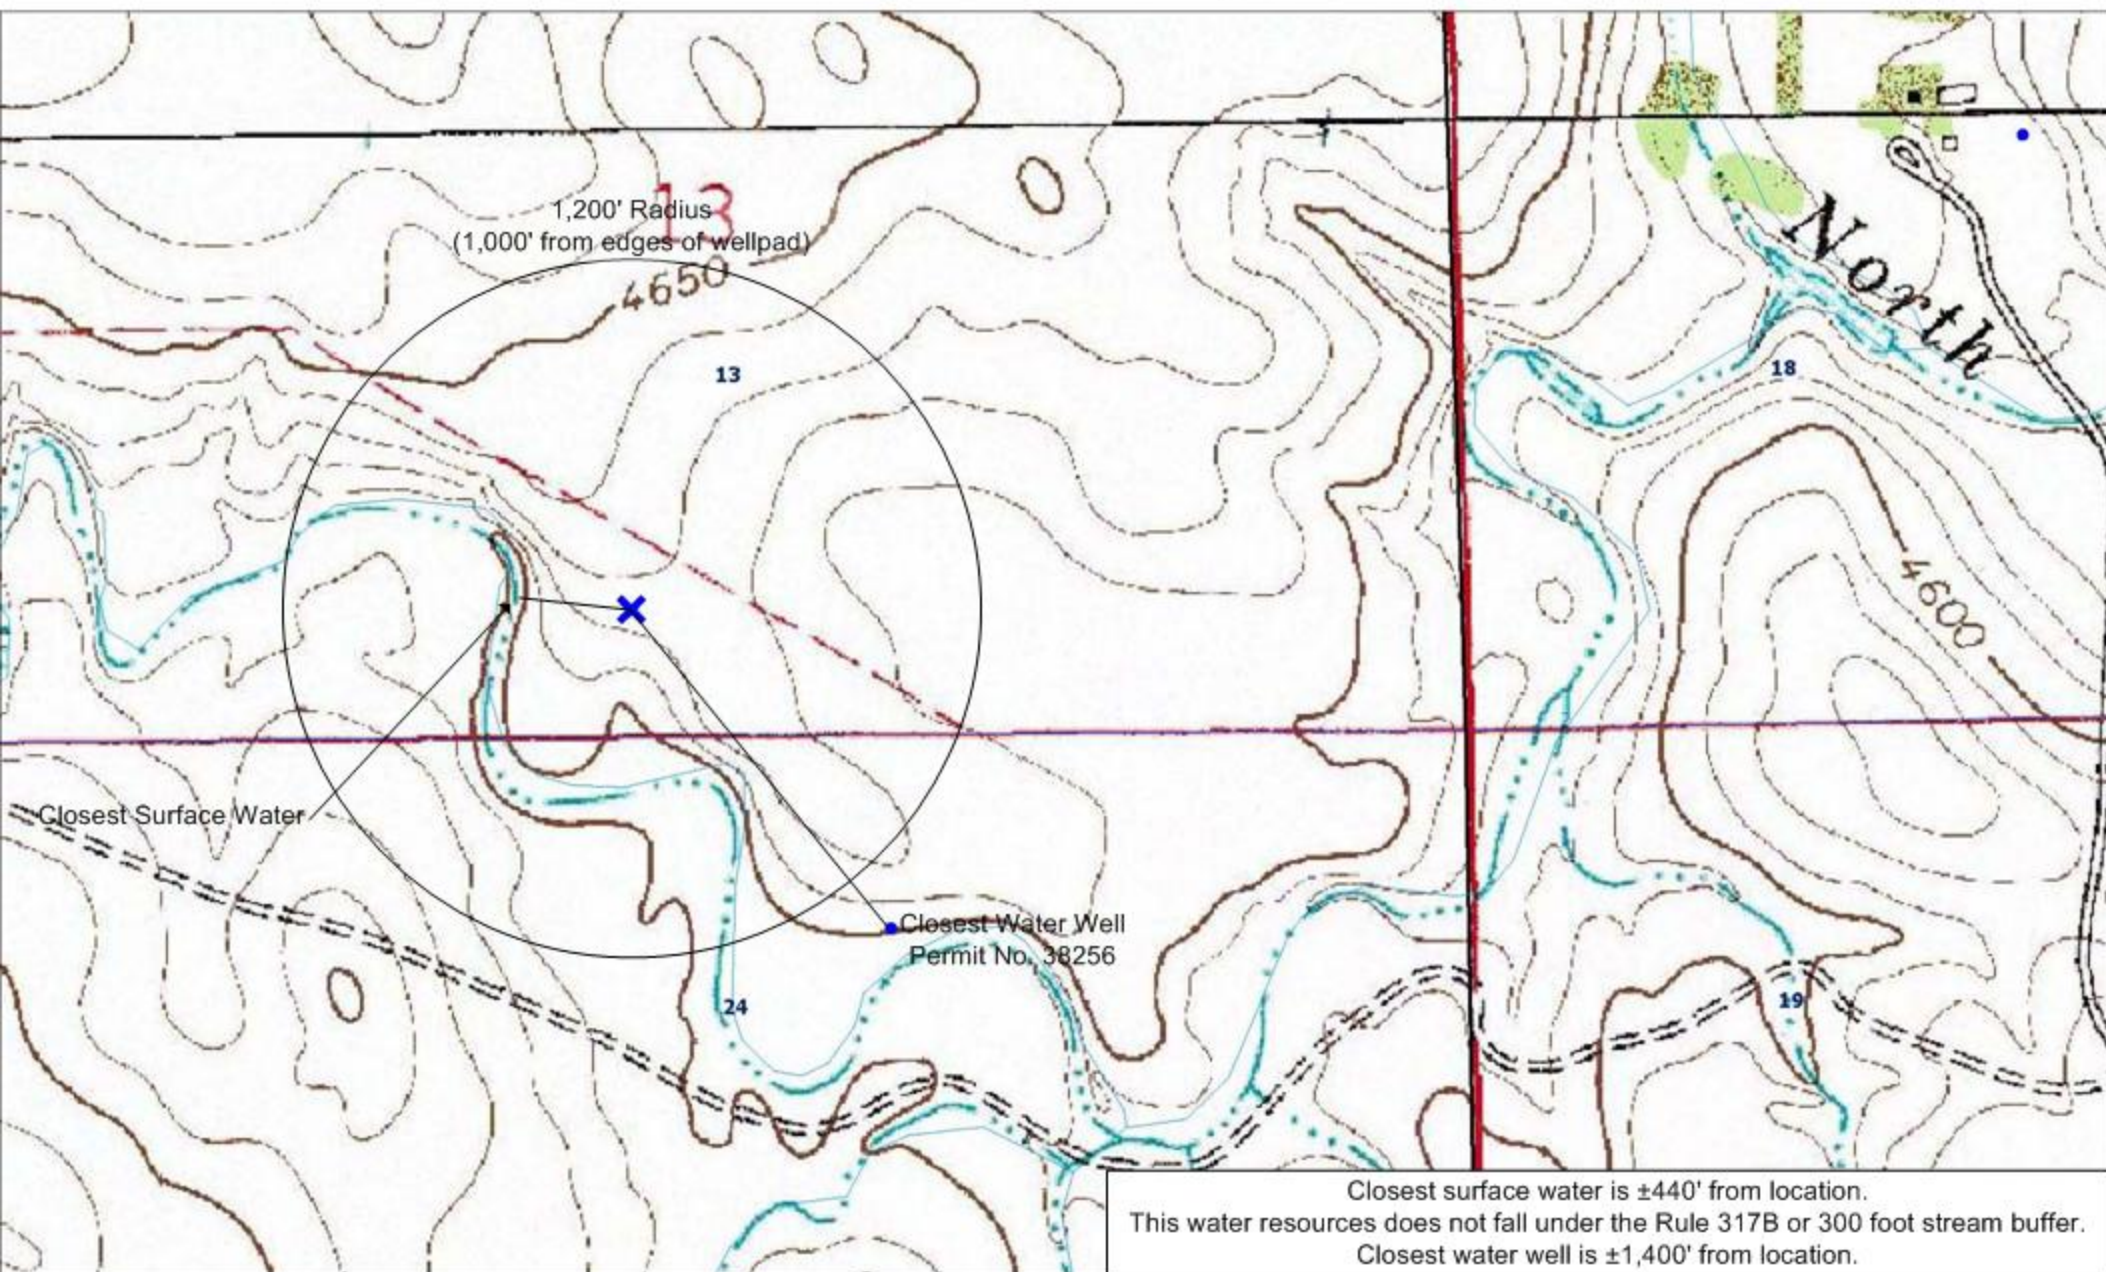 13
1,200' Radius
(1,000' from edges of wellpad)
4650
North
13
18
4600
Closest Surface Water
Closest Water Well
Permit No. 38256
24
19
Closest surface water is ±440' from location.
This water resources does not fall under the Rule 317B or 300 foot stream buffer.
Closest water well is ±1,400' from location.